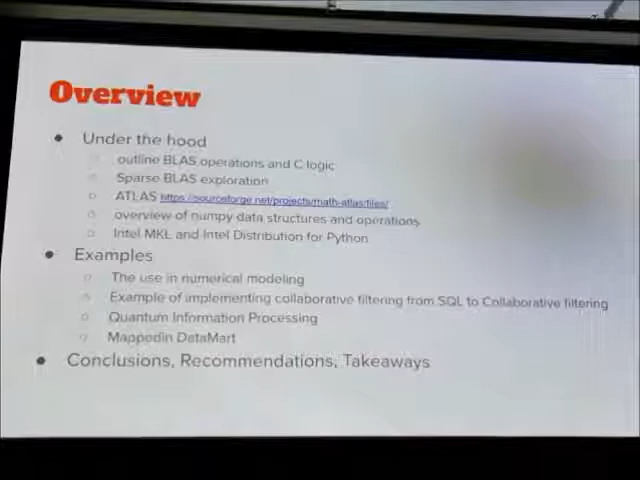 Overview
Under the hood
outline BLAS operations and C logic
Sparse BLAS exploration
ATLAS https://sourceforge.net/projects/math-atlas/files/
overview of numpy data structures and operations
Intel MKL and Intel Distribution for Python
Examples
The use in numerical modeling
Example of implementing collaborative filtering from SQL to Collaborative filtering
Quantum Information Processing
Mappedin DataMart
Conclusions, Recommendations, Takeaways